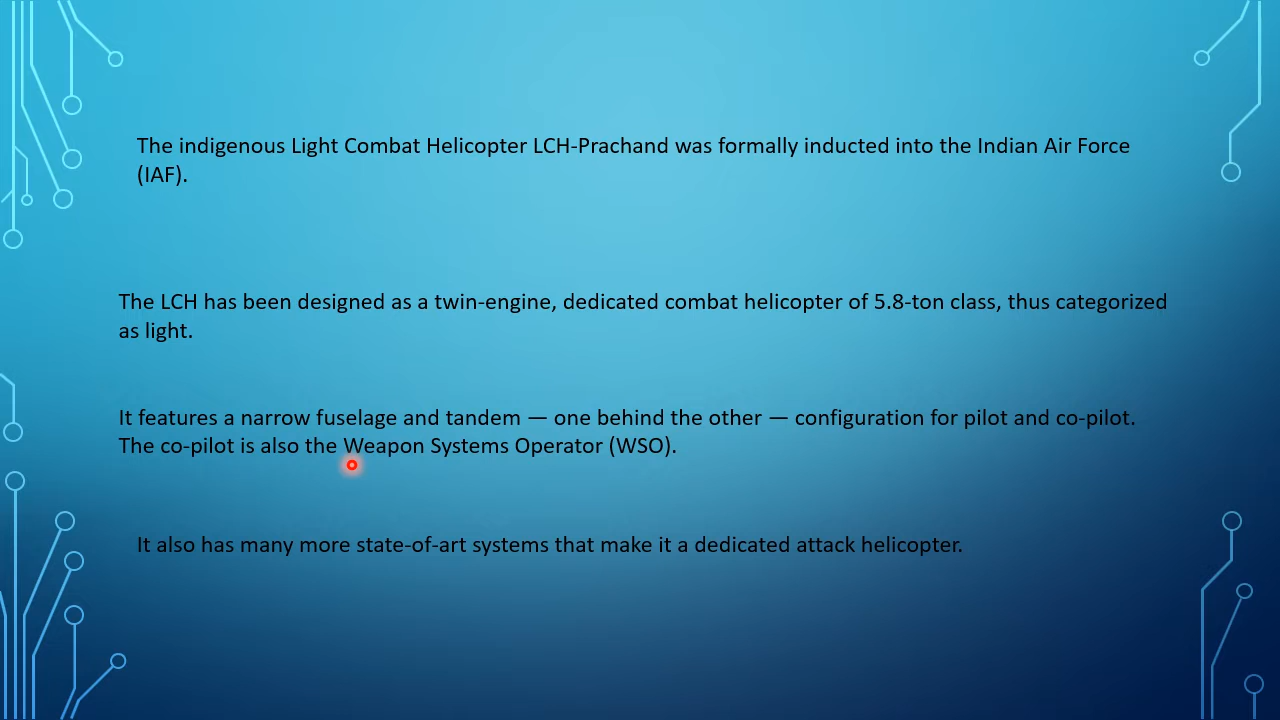 The indigenous Light Combat Helicopter LCH-Prachand was formally inducted into the Indian Air Force
(IAF).
The LCH has been designed as a twin-engine, dedicated combat helicopter of 5.8-ton class, thus categorized
as light.
It features a narrow fuselage and tandem — one behind the other — configuration for pilot and co-pilot.
The co-pilot is also the Weapon Systems Operator (WSO).
It also has many more state-of-art systems that make it a dedicated attack helicopter.